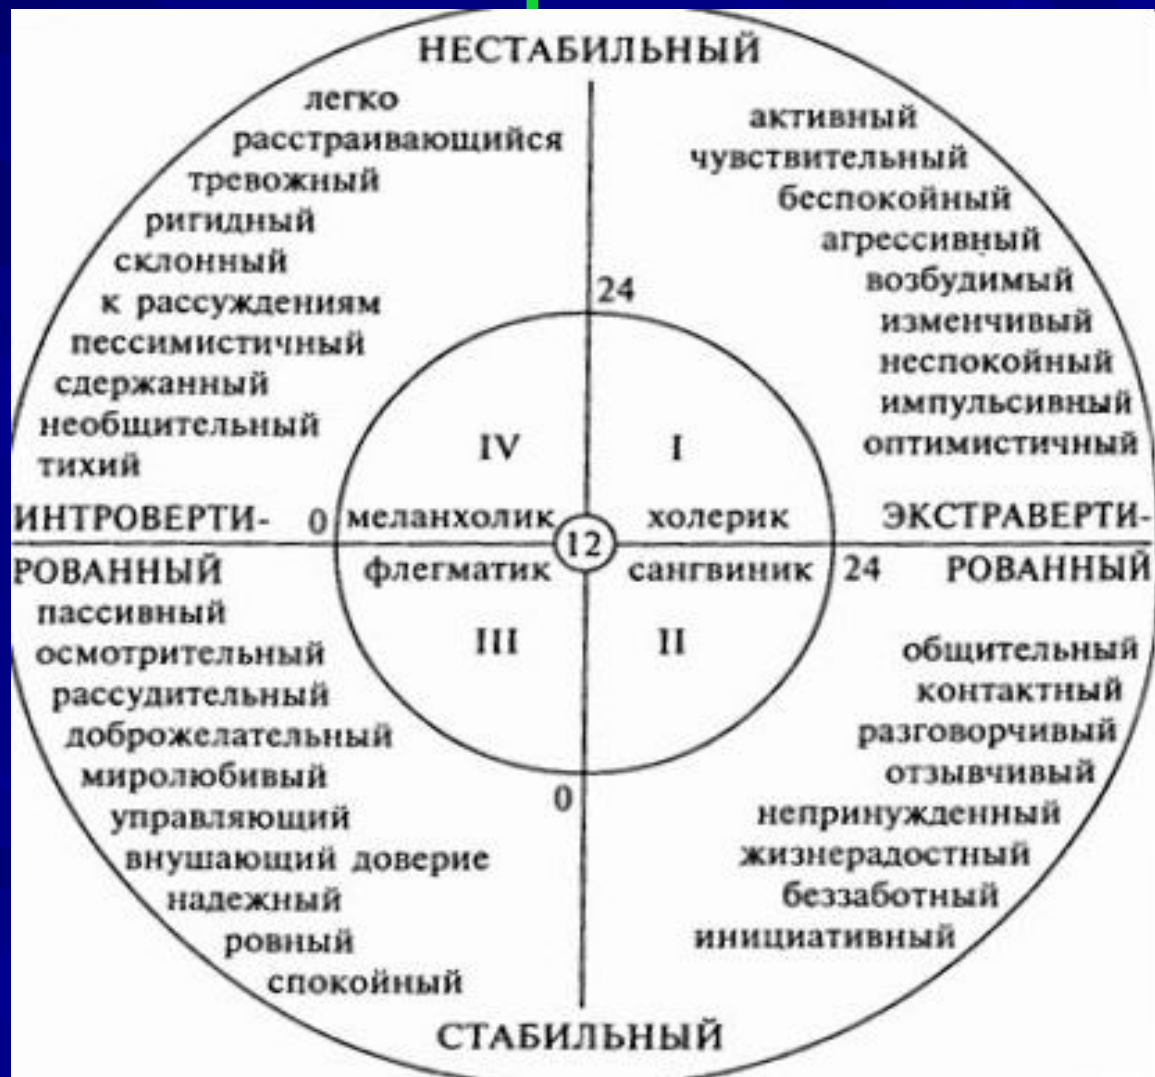 НЕСТАБИЛЬНЫЙ
легко
расстраивающийся
тревожный
ригидный
склонный
к рассуждениям
пессимистичный
сдержанный
необщительный
тихий
активный
чувствительный
беспокойный
агрессивный
возбудимый
изменчивый
неспокойный
импульсивный
оптимистичный
24
IV
I
ИНТРОВЕРТИ-
РОВАННЫЙ
0
меланхолик
12
холерик
ЭКСТРАВЕРТИ-
РОВАННЫЙ
флегматик
сангвиник
24
III
II
пассивный
осмотрительный
рассудительный
доброжелательный
миролюбивый
управляющий
внушающий доверие
надежный
ровный
спокойный
0
общительный
контактный
разговорчивый
отзывчивый
непринужденный
жизнерадостный
беззаботный
инициативный
СТАБИЛЬНЫЙ